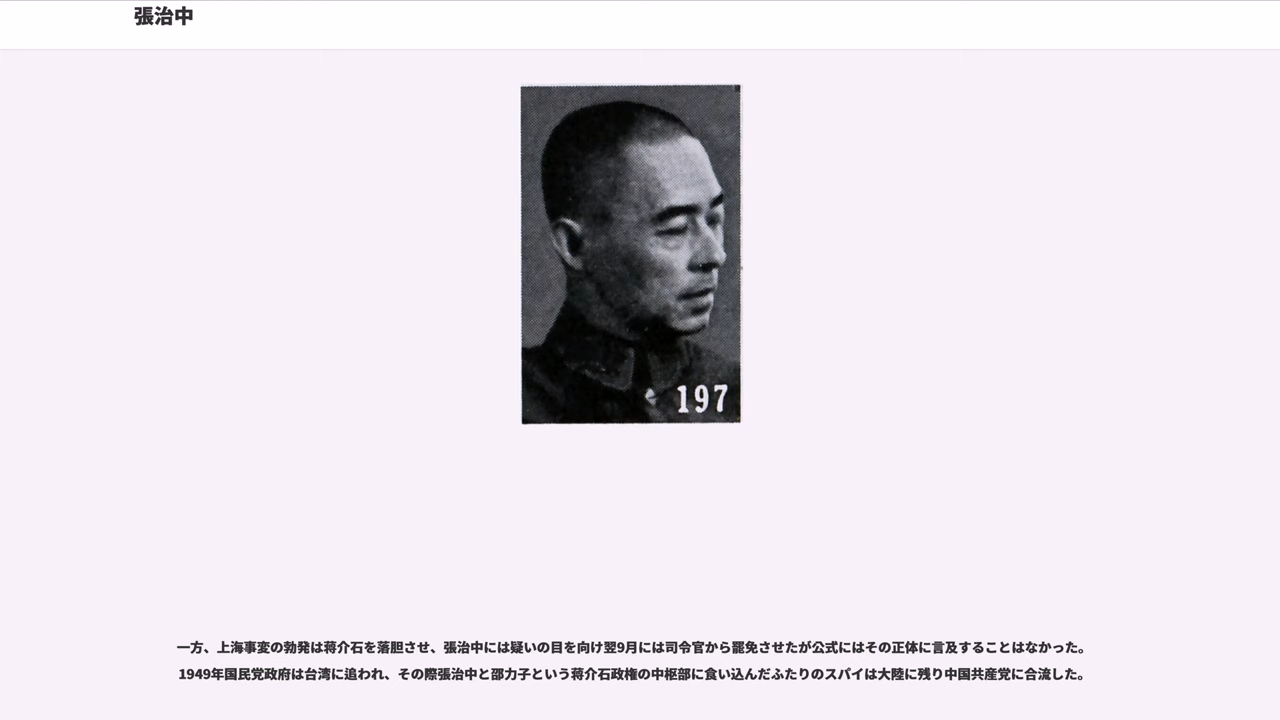 張治中
197
一方、上海事変の勃発は蒋介石を落胆させ、張治中には疑いの目を向け翌9月には司令官から罷免させたが公式にはその正体に言及することはなかった。
1949年国民党政府は台湾に追われ、その際張治中と邵力子という蒋介石政権の中枢部に食い込んだふたりのスパイは大陸に残り中国共産党に合流した。